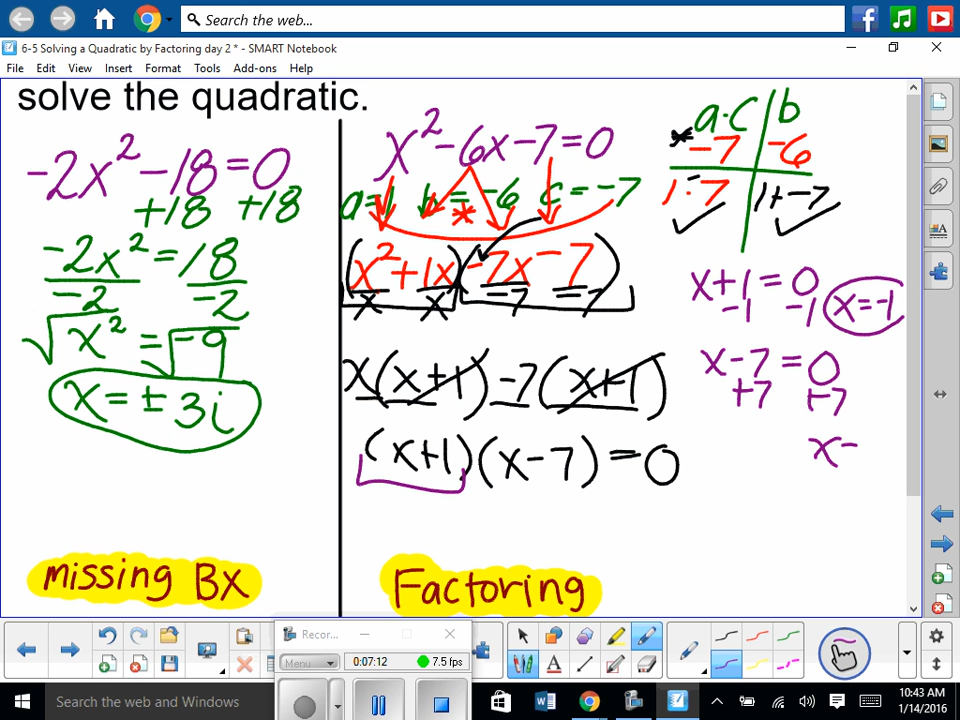 Search the web...
6-5 Solving a Quadratic by Factoring day 2 * - SMART Notebook
File Edit View Insert Format Tools Add-ons Help
solve the quadratic.
-2x² - 18 = 0
+18 +18
-2x² = 18
-2 -2
√x² = √-9
x = ± 3i
missing Bx
x² - 6x - 7 = 0
a=1 b=-6 c=-7
(x² + 1x)(-7x - 7)
x x -7 -7
x(x+1) -7(x+1)
(x+1)(x-7) = 0
Factoring
a·c b
* -7 -6
1·-7 1+-7
x+1 = 0
-1 -1 x=-1
x-7 = 0
+7 +7
x=
Recor...
Menu 0:07:12 7.5 fps
Search the web and Windows
10:43 AM
1/14/2016